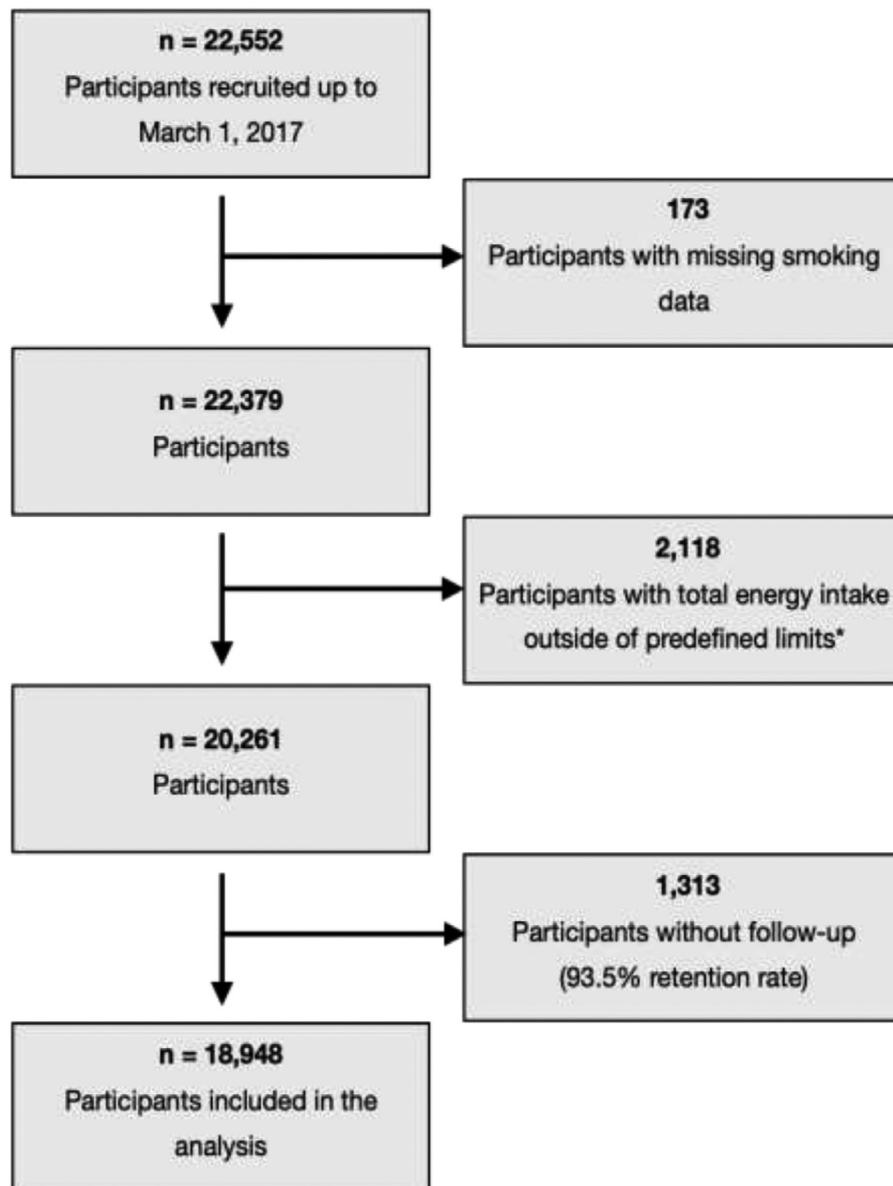 n = 22,552
Participants recruited up to
March 1, 2017
173
Participants with missing smoking
data
n = 22,379
Participants
2,118
Participants with total energy intake
outside of predefined limits*
n = 20,261
Participants
1,313
Participants without follow-up
(93.5% retention rate)
n = 18,948
Participants included in the
analysis